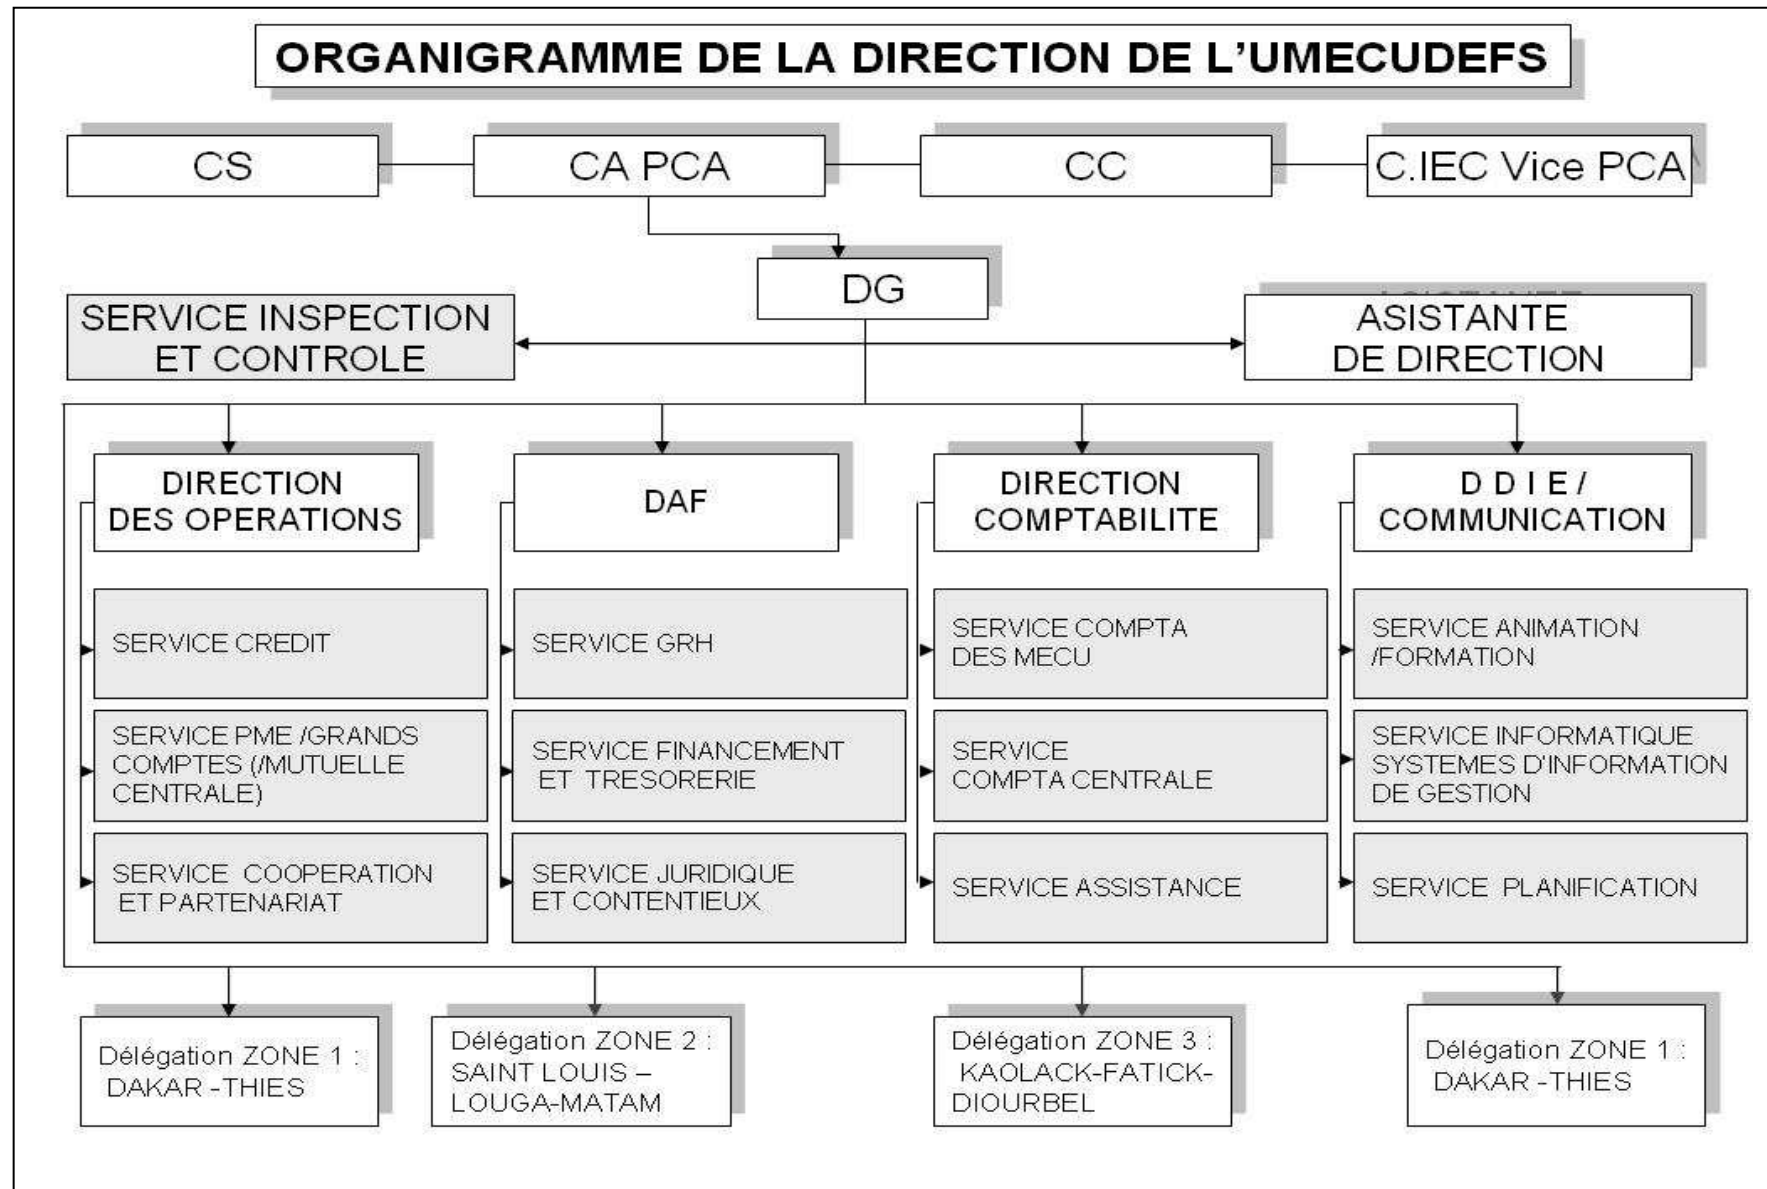 ORGANIGRAMME DE LA DIRECTION DE L'UMECUDEFS
CS
CA PCA
CC
C.IEC Vice PCA
DG
SERVICE INSPECTION
ET CONTROLE
ASISTANTE
DE DIRECTION
DIRECTION
DES OPERATIONS
DAF
DIRECTION
COMPTABILITE
D D I E /
COMMUNICATION
SERVICE CREDIT
SERVICE GRH
SERVICE COMPTA
DES MECU
SERVICE ANIMATION
/FORMATION
SERVICE PME /GRANDS
COMPTES (/MUTUELLE
CENTRALE)
SERVICE FINANCEMENT
ET TRESORERIE
SERVICE
COMPTA CENTRALE
SERVICE INFORMATIQUE
SYSTEMES D'INFORMATION
DE GESTION
SERVICE COOPERATION
ET PARTENARIAT
SERVICE JURIDIQUE
ET CONTENTIEUX
SERVICE ASSISTANCE
SERVICE PLANIFICATION
Délégation ZONE 1 :
DAKAR -THIES
Délégation ZONE 2 :
SAINT LOUIS –
LOUGA-MATAM
Délégation ZONE 3 :
KAOLACK-FATICK-
DIOURBEL
Délégation ZONE 1 :
DAKAR -THIES